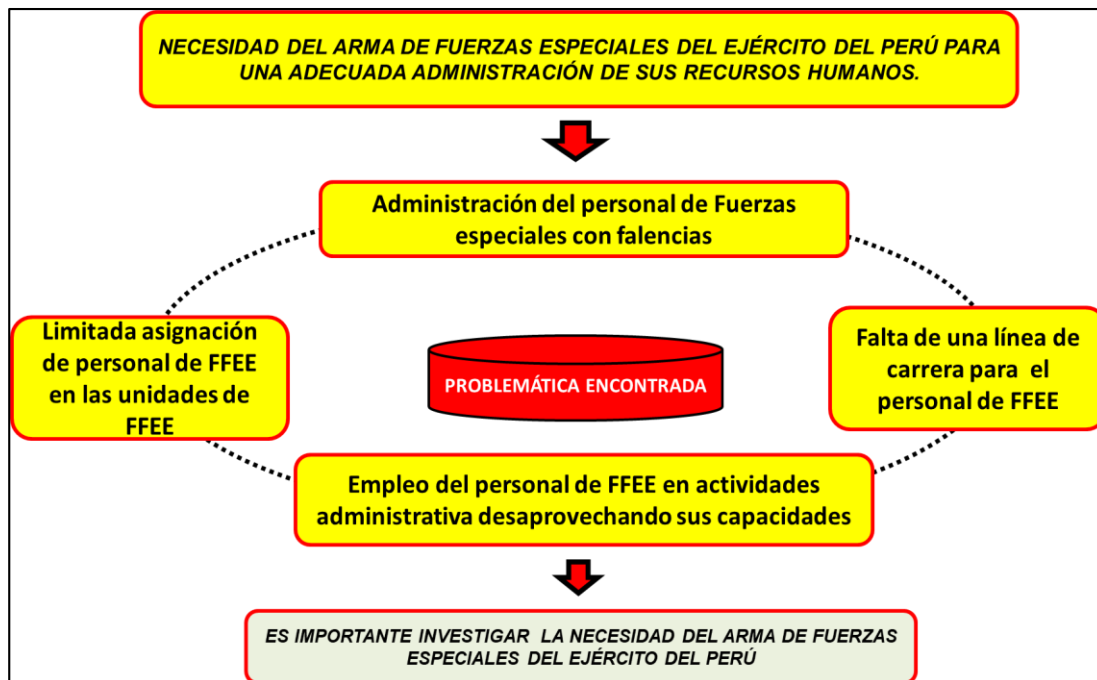 NECESIDAD DEL ARMA DE FUERZAS ESPECIALES DEL EJÉRCITO DEL PERÚ PARA
UNA ADECUADA ADMINISTRACIÓN DE SUS RECURSOS HUMANOS.
Administración del personal de Fuerzas
especiales con falencias
Limitada asignación
de personal de FFEE
en las unidades de
FFEE
PROBLEMÁTICA ENCONTRADA
Falta de una línea de
carrera para el
personal de FFEE
Empleo del personal de FFEE en actividades
administrativa desaprovechando sus capacidades
ES IMPORTANTE INVESTIGAR LA NECESIDAD DEL ARMA DE FUERZAS
ESPECIALES DEL EJÉRCITO DEL PERÚ